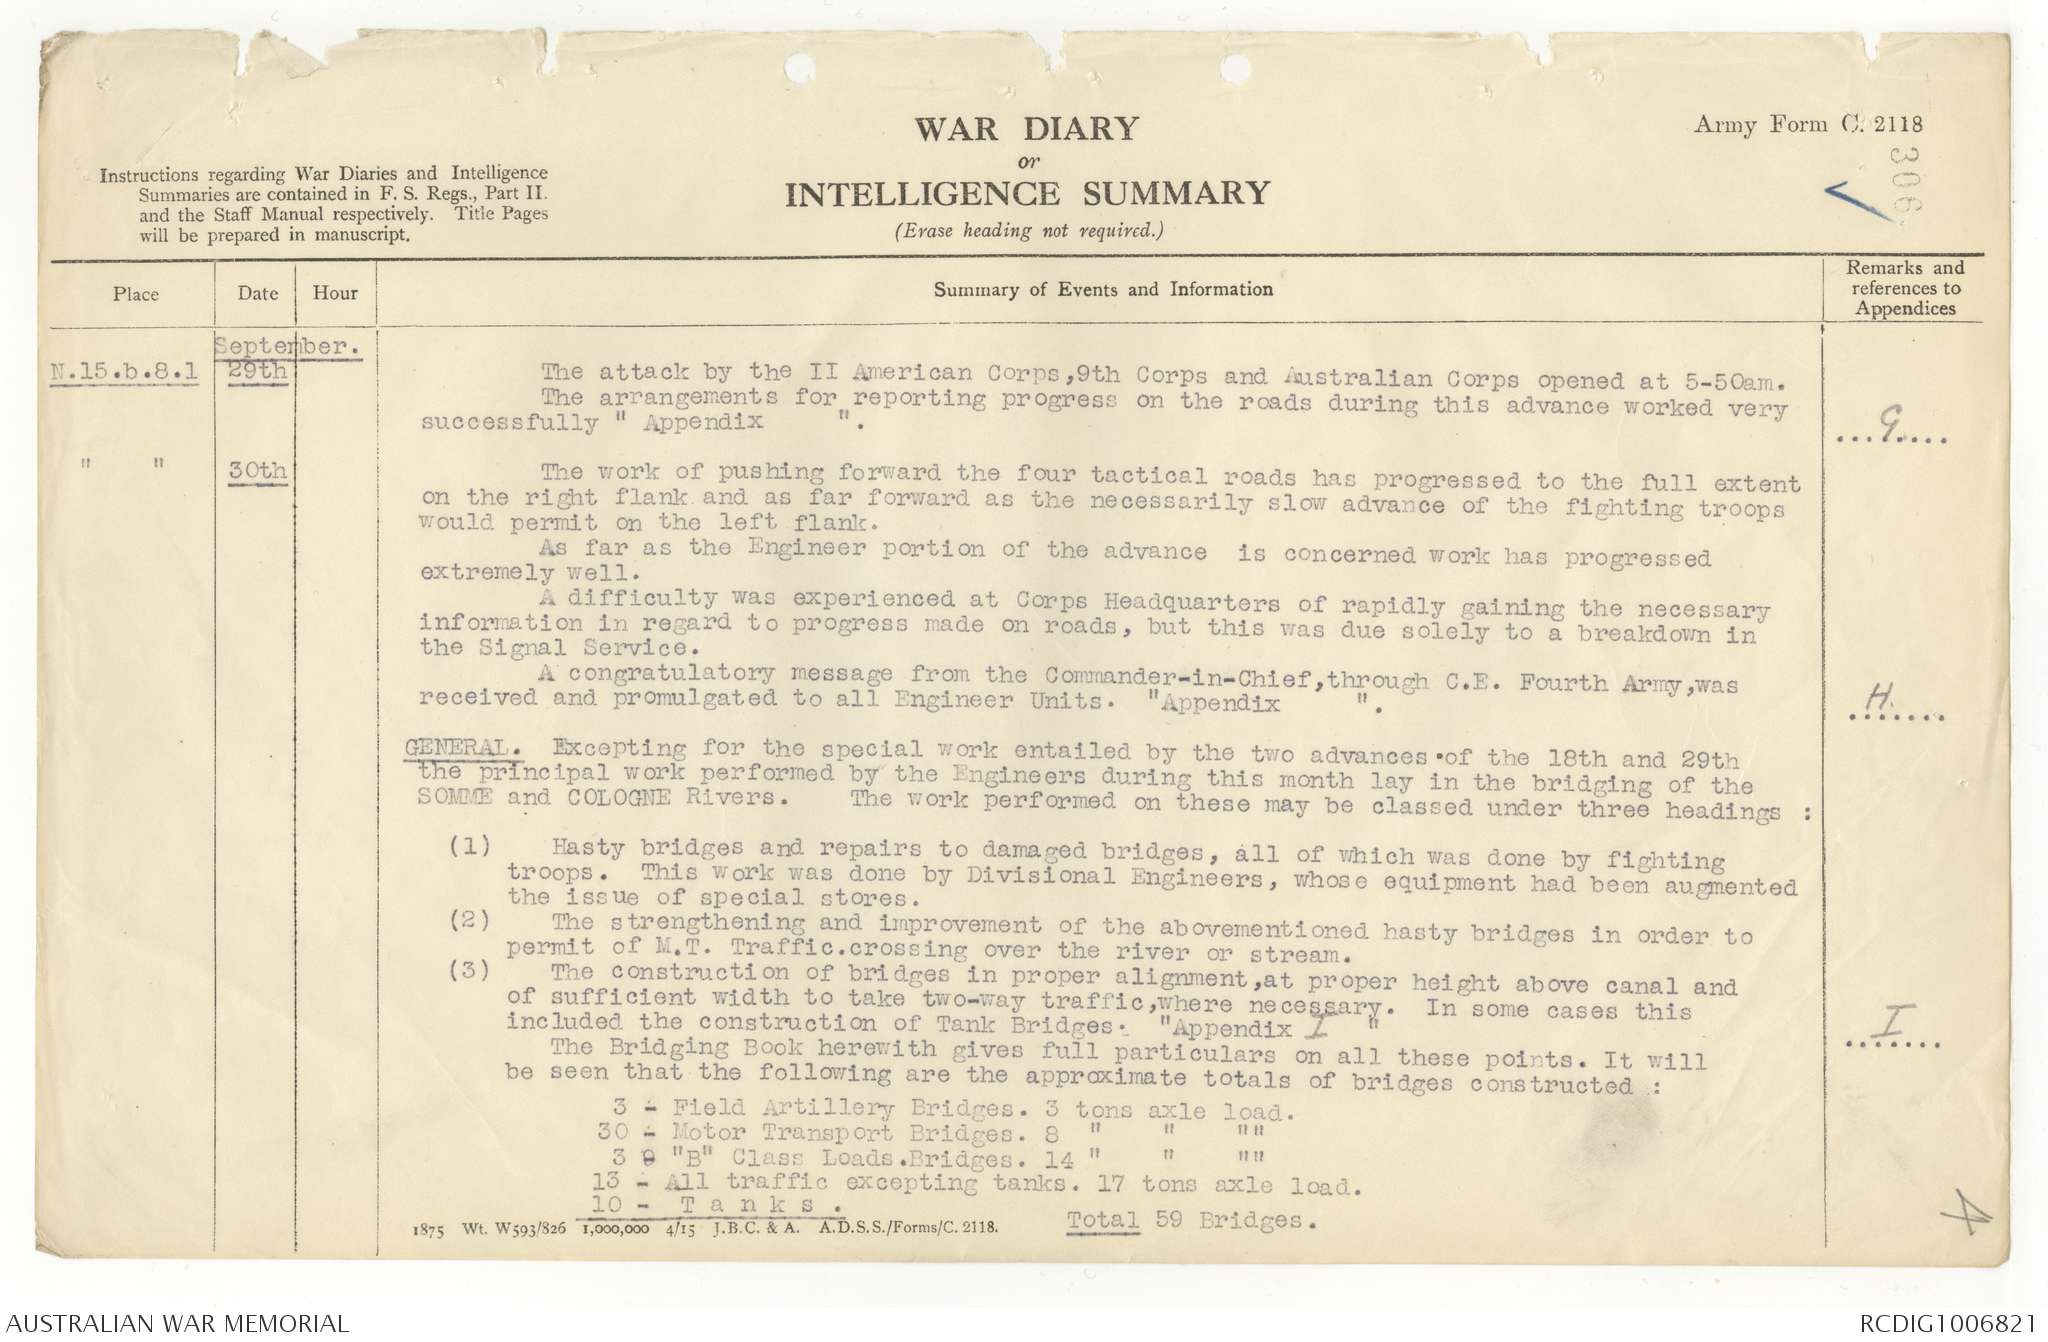 WAR DIARY
or
INTELLIGENCE SUMMARY
(Erase heading not required.)
Army Form C. 2118
306
Instructions regarding War Diaries and Intelligence
Summaries are contained in F. S. Regs., Part II.
and the Staff Manual respectively. Title Pages
will be prepared in manuscript.
Place
Date
Hour
Summary of Events and Information
Remarks and
references to
Appendices
September.
N.15.b.8.1 29th
The attack by the II American Corps,9th Corps and Australian Corps opened at 5-50am.
The arrangements for reporting progress on the roads during this advance worked very
successfully " Appendix ".
...G.....
" " 30th
The work of pushing forward the four tactical roads has progressed to the full extent
on the right flank and as far forward as the necessarily slow advance of the fighting troops
would permit on the left flank.
As far as the Engineer portion of the advance is concerned work has progressed
extremely well.
A difficulty was experienced at Corps Headquarters of rapidly gaining the necessary
information in regard to progress made on roads, but this was due solely to a breakdown in
the Signal Service.
A congratulatory message from the Commander-in-Chief,through C.E. Fourth Army,was
received and promulgated to all Engineer Units. "Appendix ".
H.
.......
GENERAL. Excepting for the special work entailed by the two advances of the 18th and 29th
the principal work performed by the Engineers during this month lay in the bridging of the
SOMME and COLOGNE Rivers. The work performed on these may be classed under three headings :
(1) Hasty bridges and repairs to damaged bridges, all of which was done by fighting
troops. This work was done by Divisional Engineers, whose equipment had been augmented
the issue of special stores.
(2) The strengthening and improvement of the abovementioned hasty bridges in order to
permit of M.T. Traffic.crossing over the river or stream.
(3) The construction of bridges in proper alignment,at proper height above canal and
of sufficient width to take two-way traffic,where necessary. In some cases this
included the construction of Tank Bridges. "Appendix I "
I
.......
The Bridging Book herewith gives full particulars on all these points. It will
be seen that the following are the approximate totals of bridges constructed :
3 - Field Artillery Bridges. 3 tons axle load.
30 - Motor Transport Bridges. 8 " " ""
3 "B" Class Loads.Bridges. 14 " " ""
13 - All traffic excepting tanks. 17 tons axle load.
10 - T a n k s .
Total 59 Bridges.
1875 Wt. W593/826 1,000,000 4/15 J.B.C. & A. A.D.S.S./Forms/C. 2118.
4
AUSTRALIAN WAR MEMORIAL
RCDIG1006821